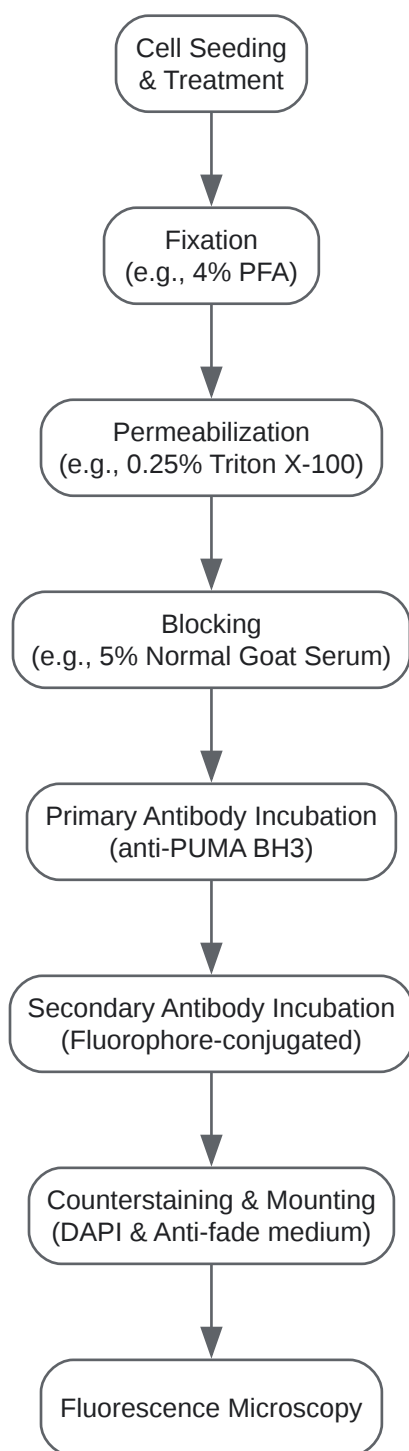 Cell Seeding
& Treatment
Fixation
(e.g., 4% PFA)
Permeabilization
(e.g., 0.25% Triton X-100)
Blocking
(e.g., 5% Normal Goat Serum)
Primary Antibody Incubation
(anti-PUMA BH3)
Secondary Antibody Incubation
(Fluorophore-conjugated)
Counterstaining & Mounting
(DAPI & Anti-fade medium)
Fluorescence Microscopy